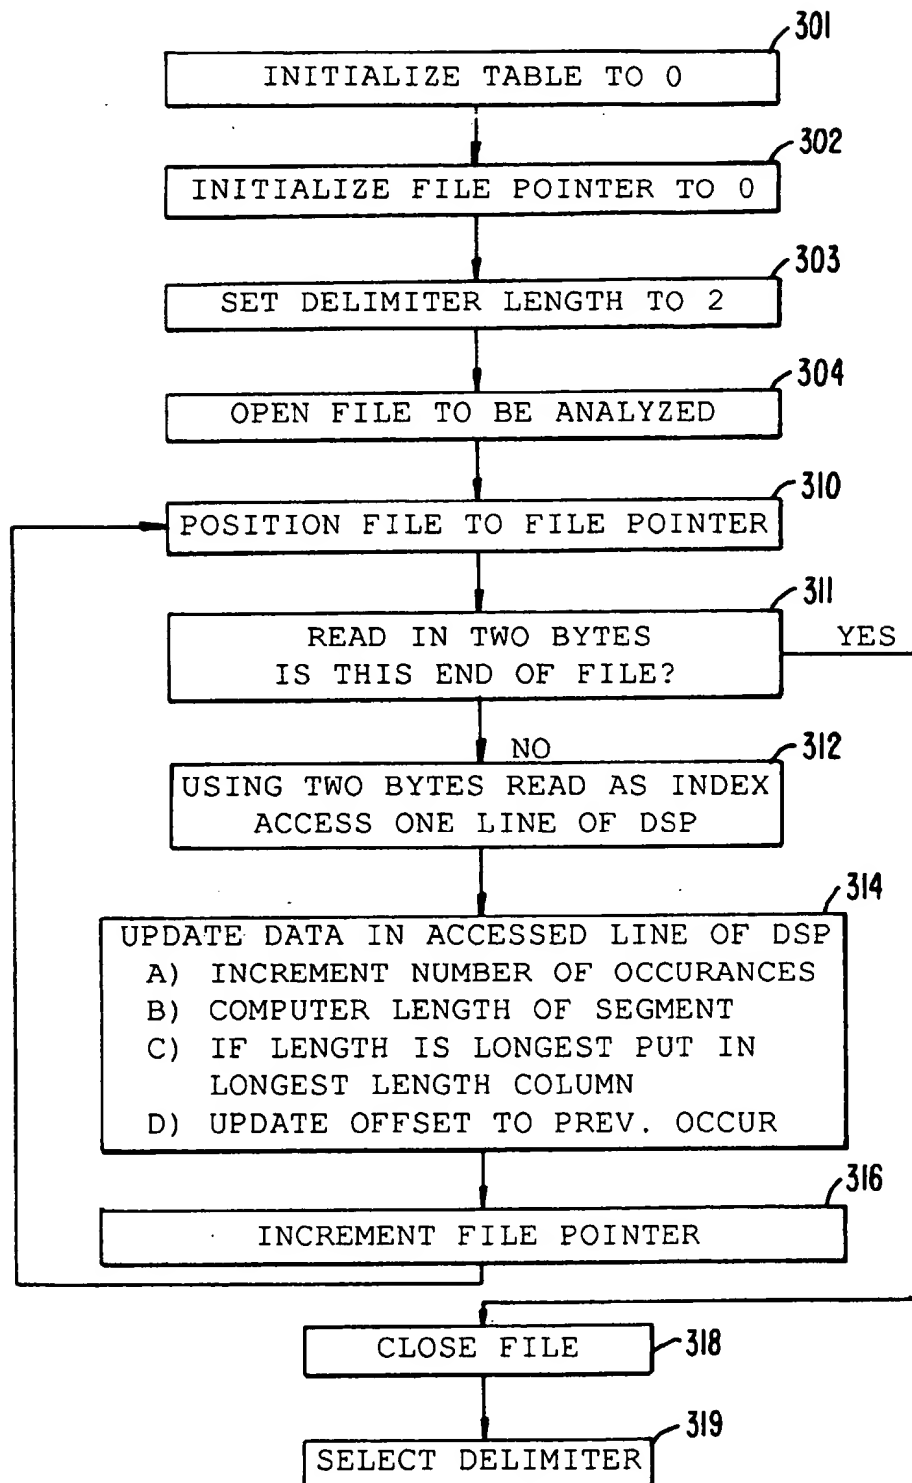 301
INITIALIZE TABLE TO 0
302
INITIALIZE FILE POINTER TO 0
303
SET DELIMITER LENGTH TO 2
304
OPEN FILE TO BE ANALYZED
310
POSITION FILE TO FILE POINTER
311
READ IN TWO BYTES
IS THIS END OF FILE?
YES
NO
312
USING TWO BYTES READ AS INDEX
ACCESS ONE LINE OF DSP
314
UPDATE DATA IN ACCESSED LINE OF DSP
A) INCREMENT NUMBER OF OCCURANCES
B) COMPUTER LENGTH OF SEGMENT
C) IF LENGTH IS LONGEST PUT IN
LONGEST LENGTH COLUMN
D) UPDATE OFFSET TO PREV. OCCUR
316
INCREMENT FILE POINTER
CLOSE FILE
318
319
SELECT DELIMITER